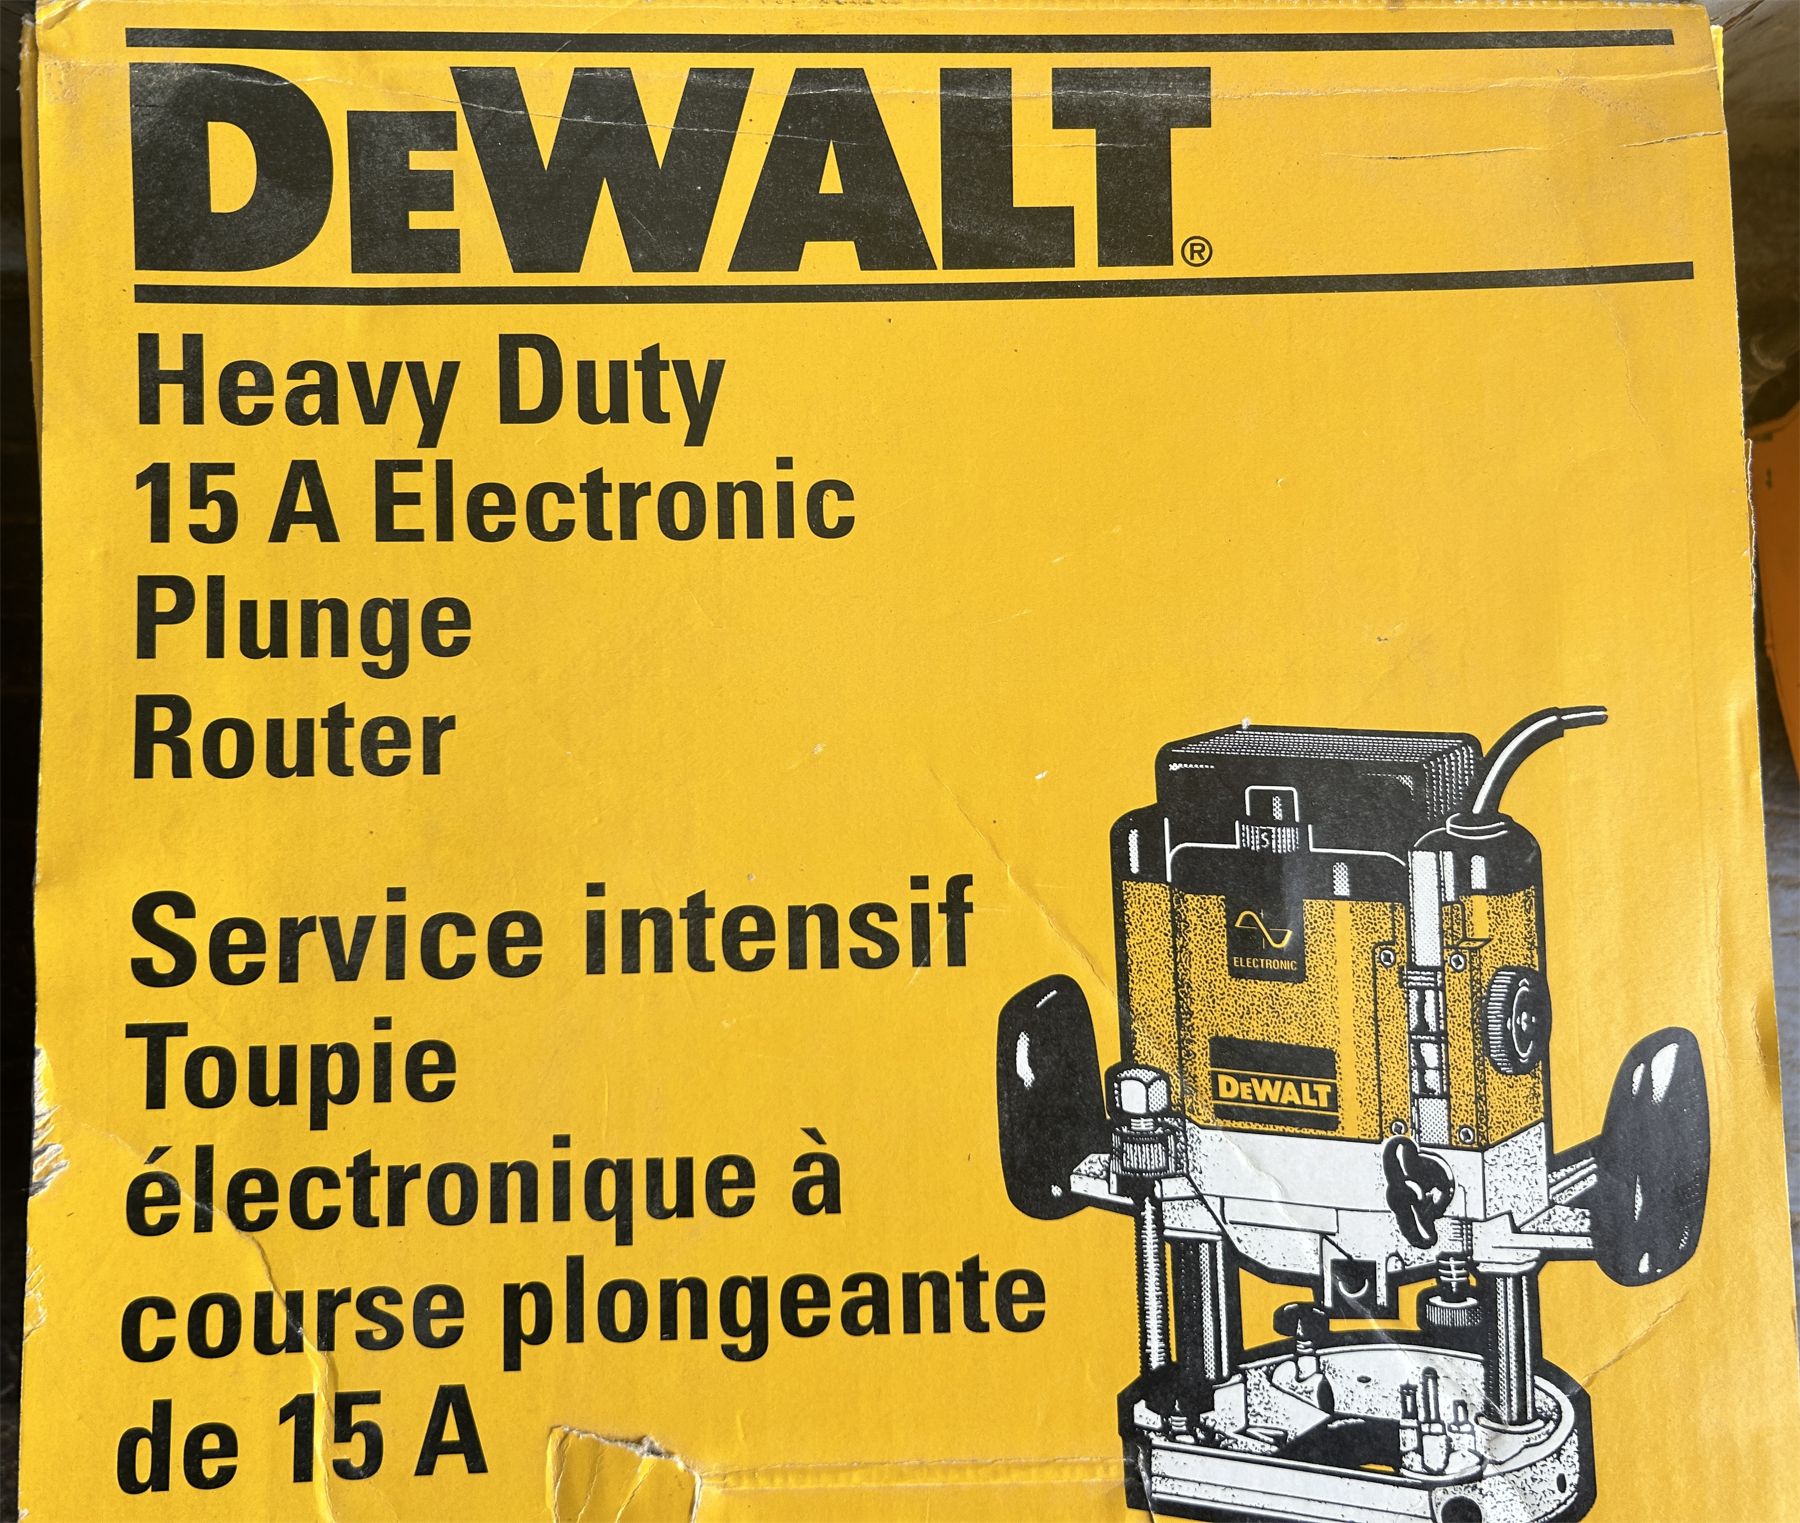 DEWALT®
Heavy Duty
15 A Electronic
Plunge
Router
Service intensif
Toupie
électronique à
course plongeante
de 15 A
S
ELECTRONIC
DEWALT